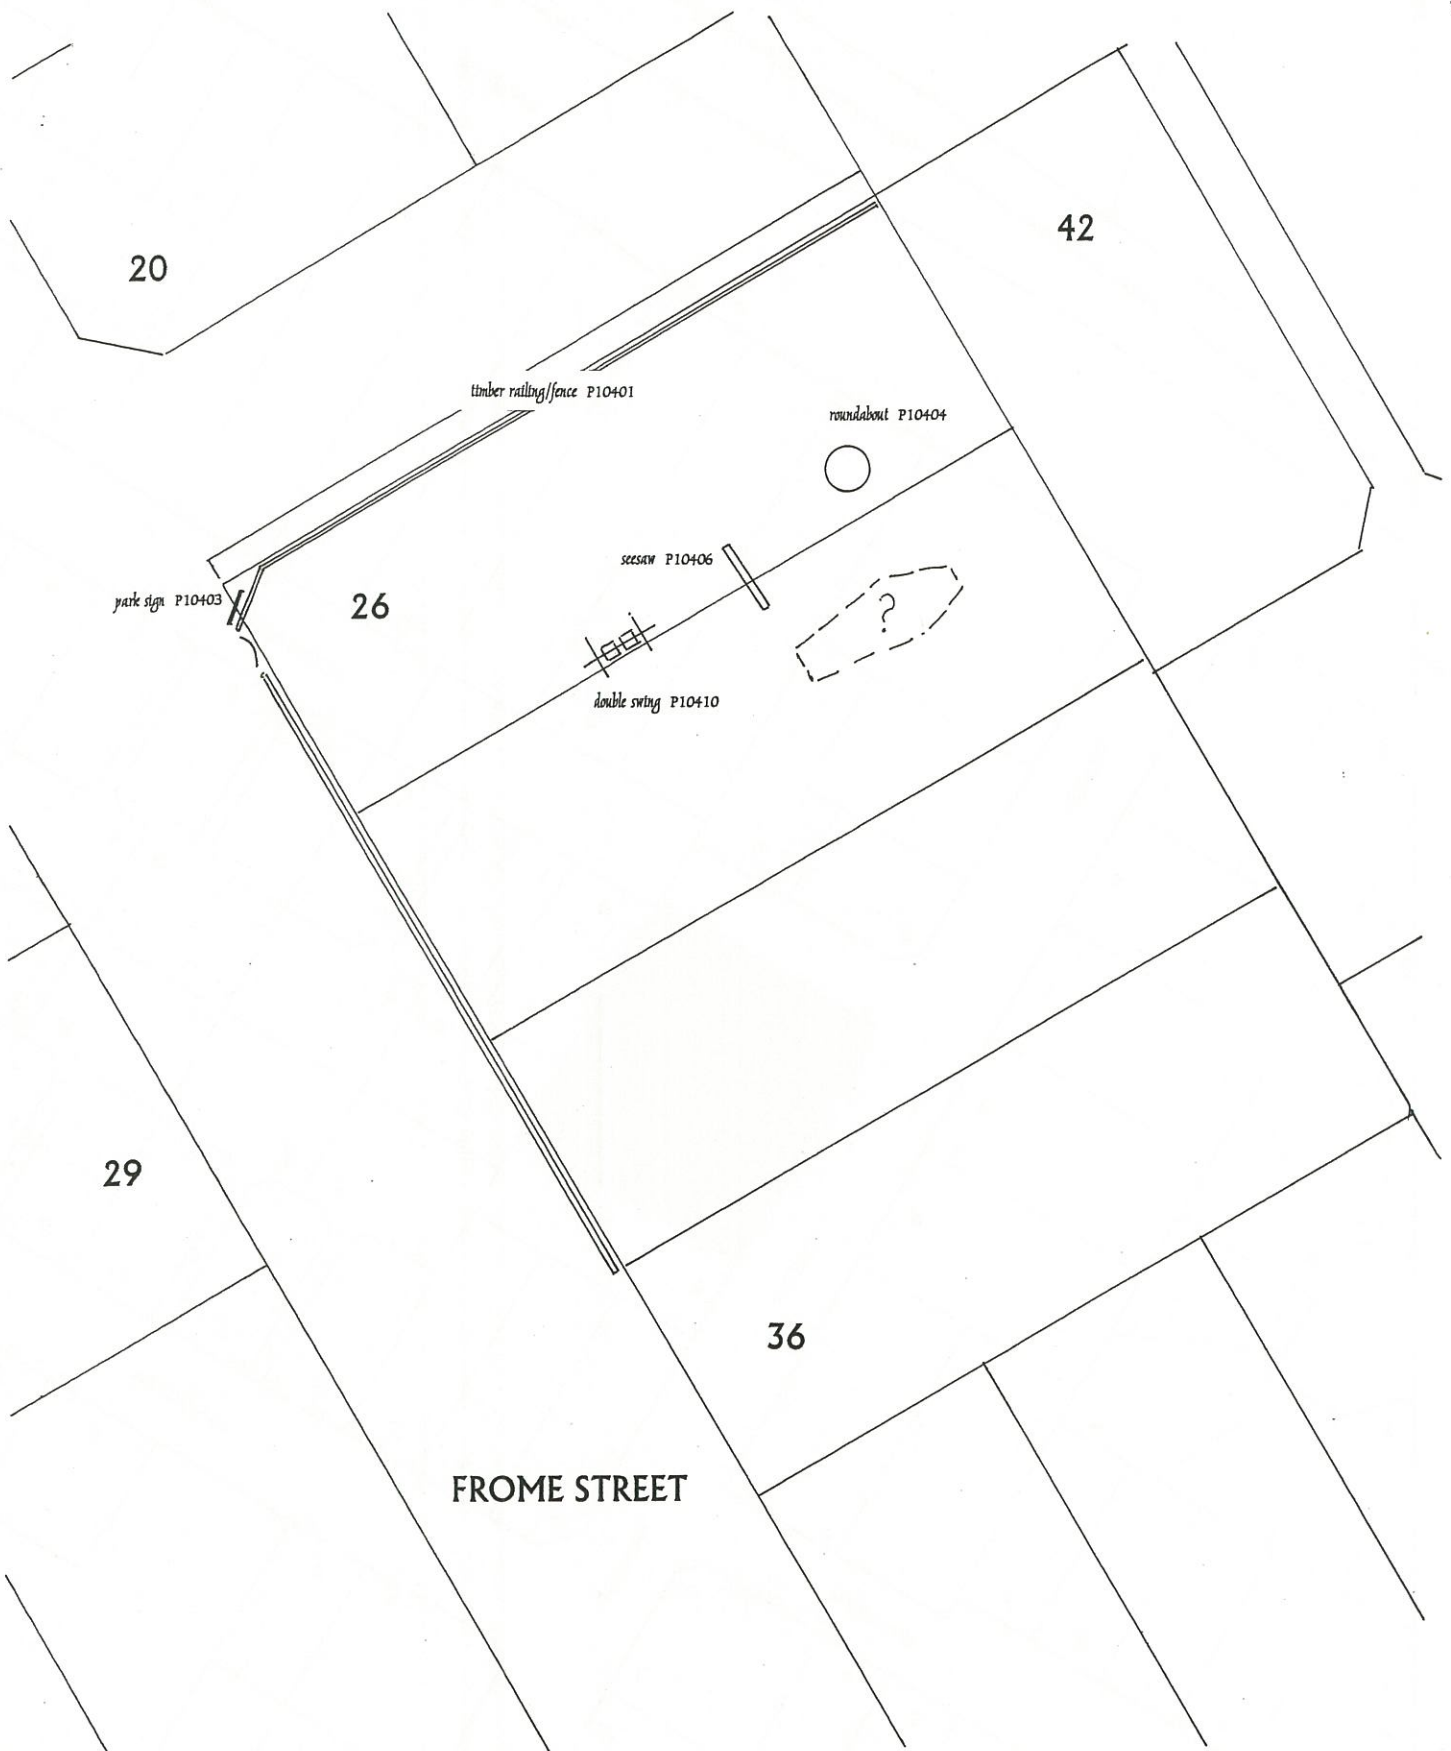 42
20
timber railing/fence P10401
roundabout P10404
seesaw P10406
park sign P10403
26
?
double swing P10410
29
36
FROME STREET